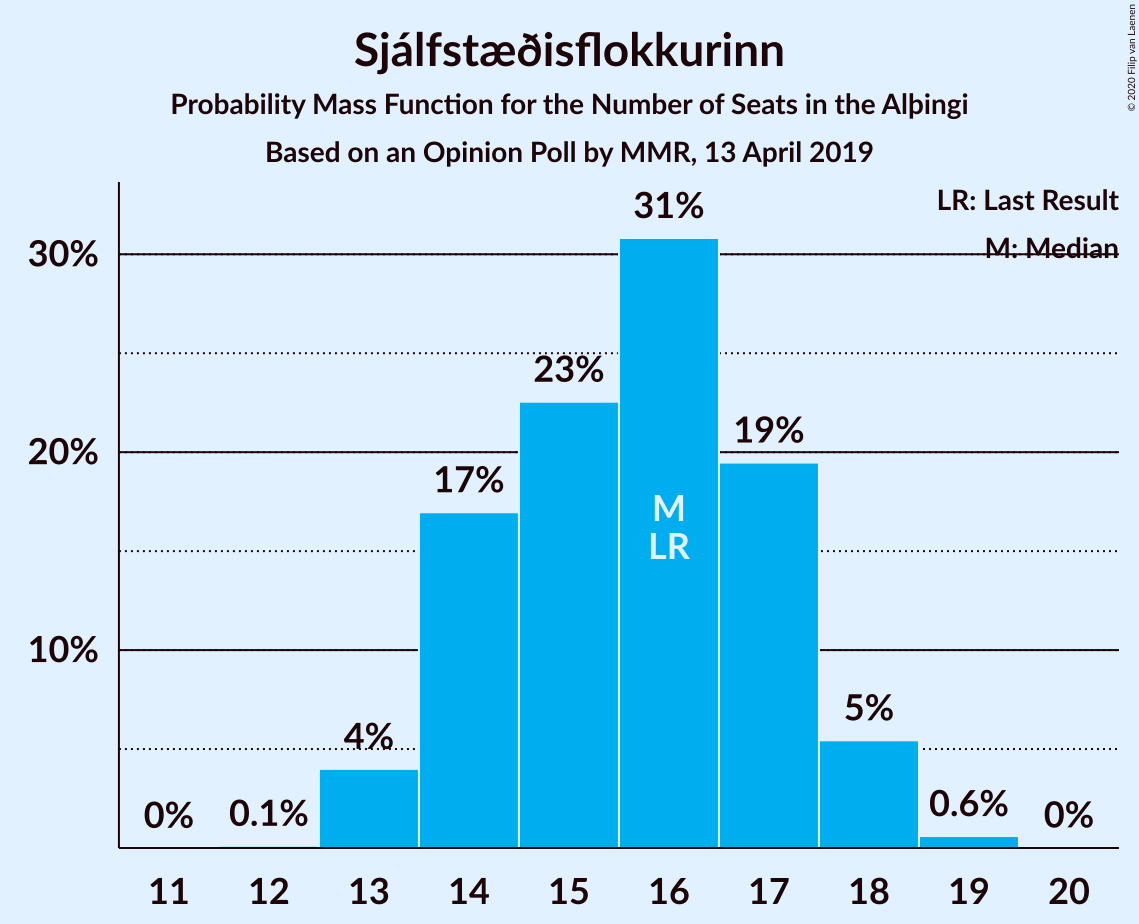 Sjálfstæðisflokkurinn
Probability Mass Function for the Number of Seats in the Alþingi
Based on an Opinion Poll by MMR, 13 April 2019
© 2020 Filip van Laenen
LR: Last Result
M: Median
30%
20%
10%
0%
0.1%
4%
17%
23%
31%
19%
5%
0.6%
0%
M
LR
11 12 13 14 15 16 17 18 19 20